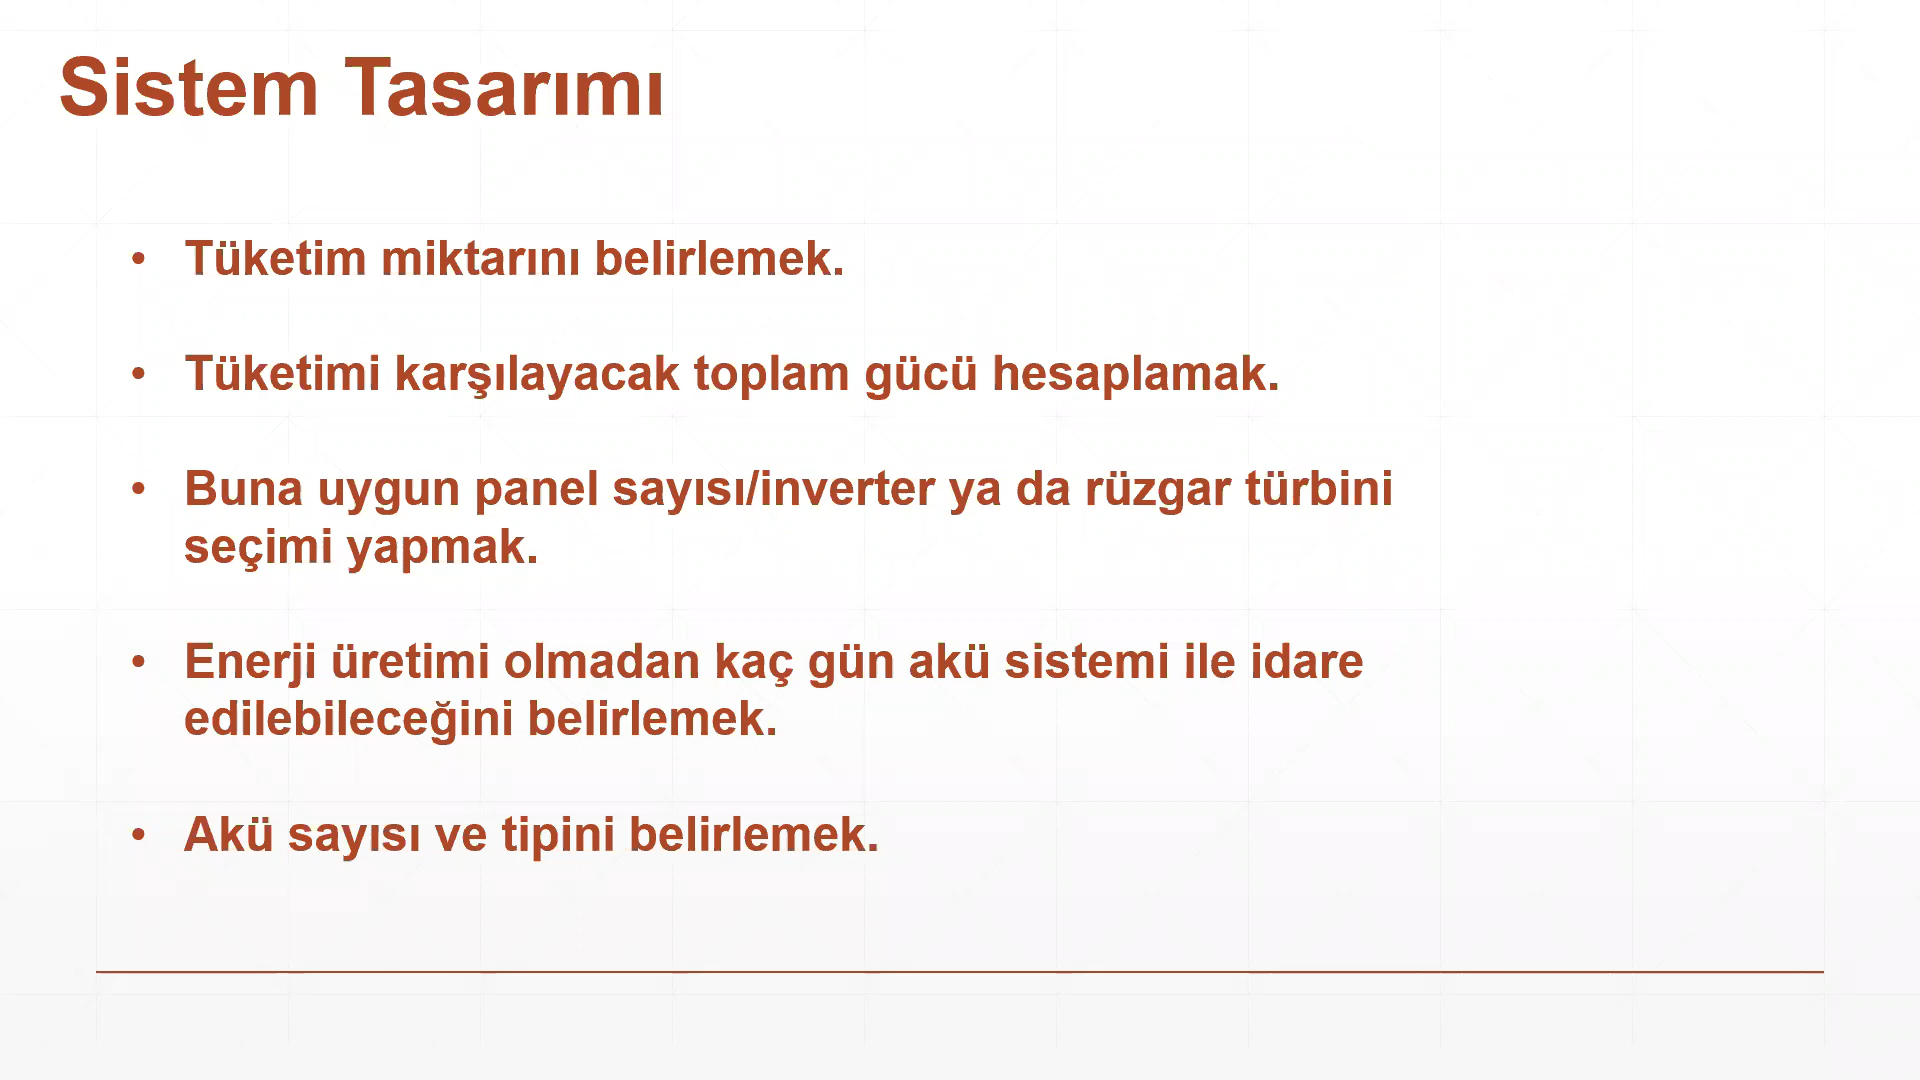 Sistem Tasarımı
• Tüketim miktarını belirlemek.
• Tüketimi karşılayacak toplam gücü hesaplamak.
• Buna uygun panel sayısı/inverter ya da rüzgar türbini
seçimi yapmak.
• Enerji üretimi olmadan kaç gün akü sistemi ile idare
edilebileceğini belirlemek.
• Akü sayısı ve tipini belirlemek.